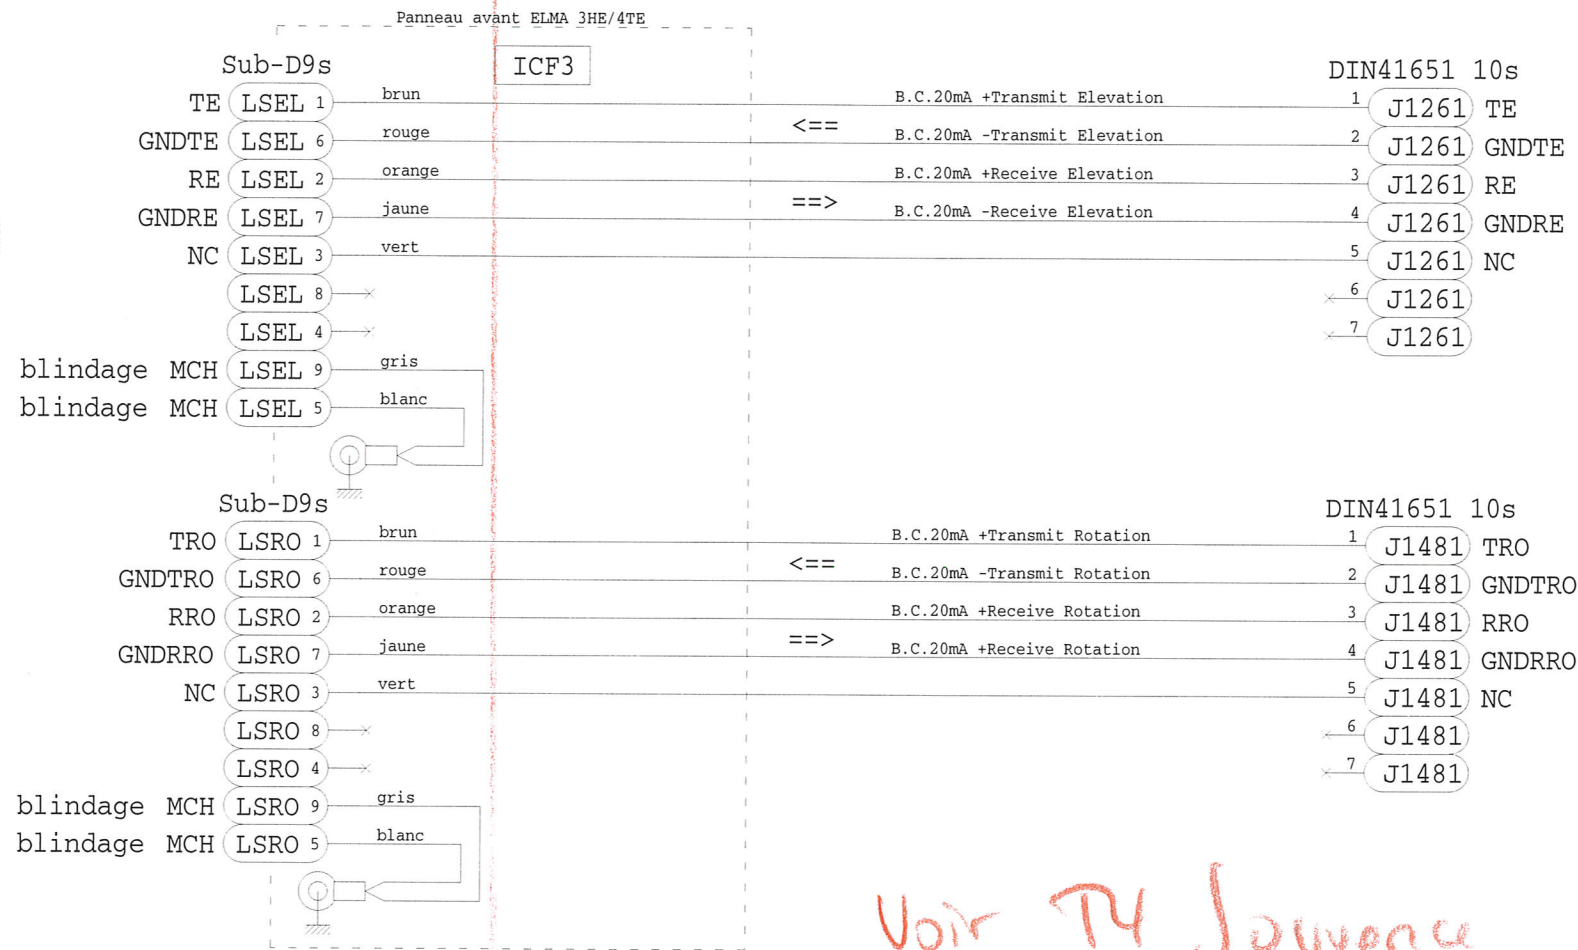 Panneau avant ELMA 3HE/4TE
Sub-D9s ICF3 DIN41651 10s
TE LSEL 1 brun B.C.20mA +Transmit Elevation 1 J1261 TE
<==
GNDTE LSEL 6 rouge B.C.20mA -Transmit Elevation 2 J1261 GNDTE
RE LSEL 2 orange B.C.20mA +Receive Elevation 3 J1261 RE
==>
GNDRE LSEL 7 jaune B.C.20mA -Receive Elevation 4 J1261 GNDRE
NC LSEL 3 vert 5 J1261 NC
LSEL 8 6 J1261
LSEL 4 7 J1261
blindage MCH LSEL 9 gris
blindage MCH LSEL 5 blanc
Sub-D9s DIN41651 10s
TRO LSRO 1 brun B.C.20mA +Transmit Rotation 1 J1481 TRO
<==
GNDTRO LSRO 6 rouge B.C.20mA -Transmit Rotation 2 J1481 GNDTRO
RRO LSRO 2 orange B.C.20mA +Receive Rotation 3 J1481 RRO
==>
GNDRRO LSRO 7 jaune B.C.20mA +Receive Rotation 4 J1481 GNDRRO
NC LSRO 3 vert 5 J1481 NC
LSRO 8 6 J1481
LSRO 4 7 J1481
blindage MCH LSRO 9 gris
blindage MCH LSRO 5 blanc
Voir T4